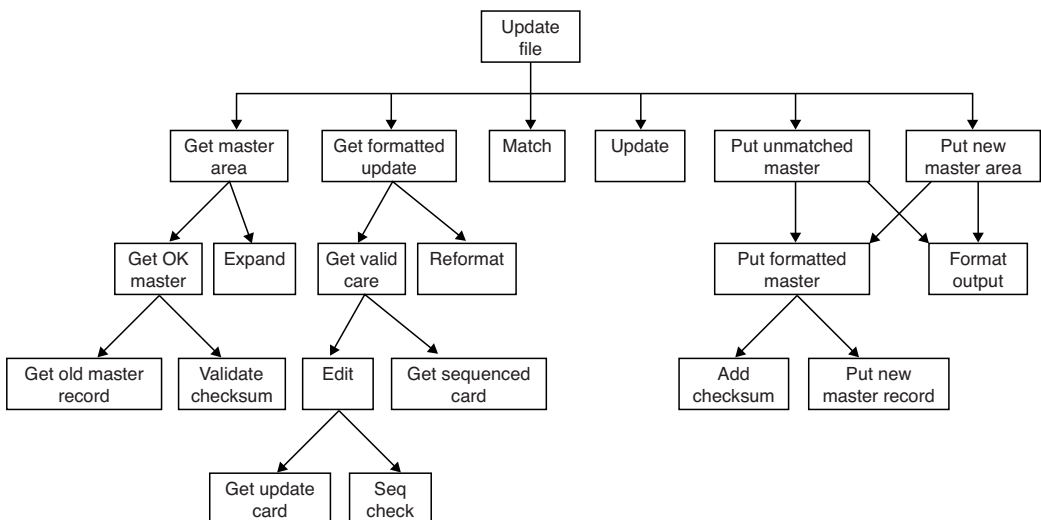 Update
file
Get master
area
Get formatted
update
Match
Update
Put unmatched
master
Put new
master area
Get OK
master
Expand
Get valid
care
Reformat
Put formatted
master
Format
output
Get old master
record
Validate
checksum
Edit
Get sequenced
card
Add
checksum
Put new
master record
Get update
card
Seq
check